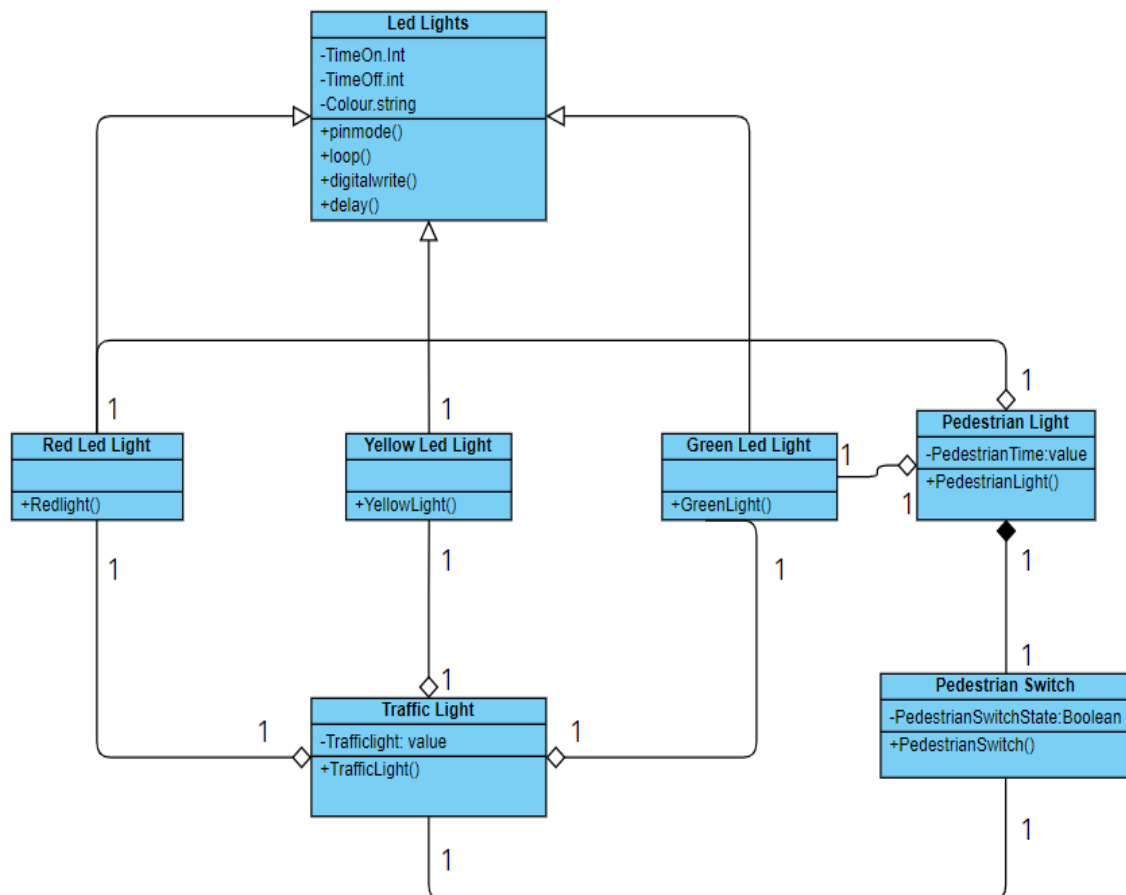 Led Lights
-TimeOn.Int
-TimeOff.int
-Colour.string
+pinmode()
+loop()
+digitalwrite()
+delay()
1
1
1
Red Led Light
+Redlight()
Yellow Led Light
+YellowLight()
Green Led Light
+GreenLight()
1
1
Pedestrian Light
-PedestrianTime:value
+PedestrianLight()
1
1
1
1
1
Pedestrian Switch
-PedestrianSwitchState:Boolean
+PedestrianSwitch()
1
1
1
Traffic Light
-Trafficlight: value
+TrafficLight()
1
1